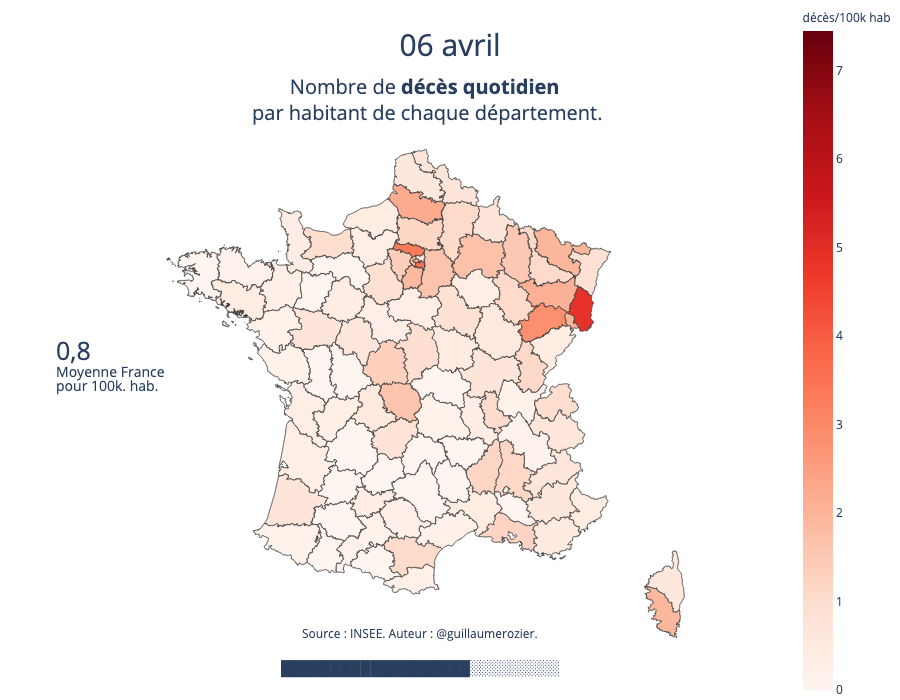 décès/100k hab
06 avril
Nombre de décès quotidien
par habitant de chaque département.
7
6
5
4
3
2
1
0
0,8
Moyenne France
pour 100k. hab.
Source : INSEE. Auteur : @guillaumerozier.